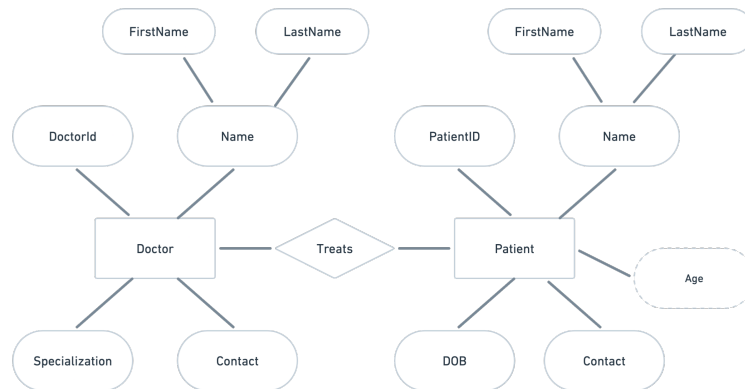 FirstName
LastName
FirstName
LastName
DoctorId
Name
PatientID
Name
Doctor
Treats
Patient
Age
Specialization
Contact
DOB
Contact